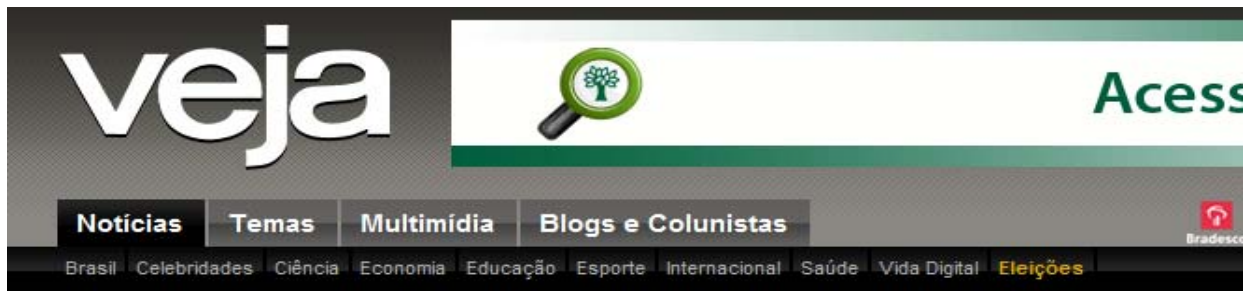 veja
Acess
Notícias Temas Multimídia Blogs e Colunistas
Bradesco
Brasil Celebridades Ciência Economia Educação Esporte Internacional Saúde Vida Digital Eleições